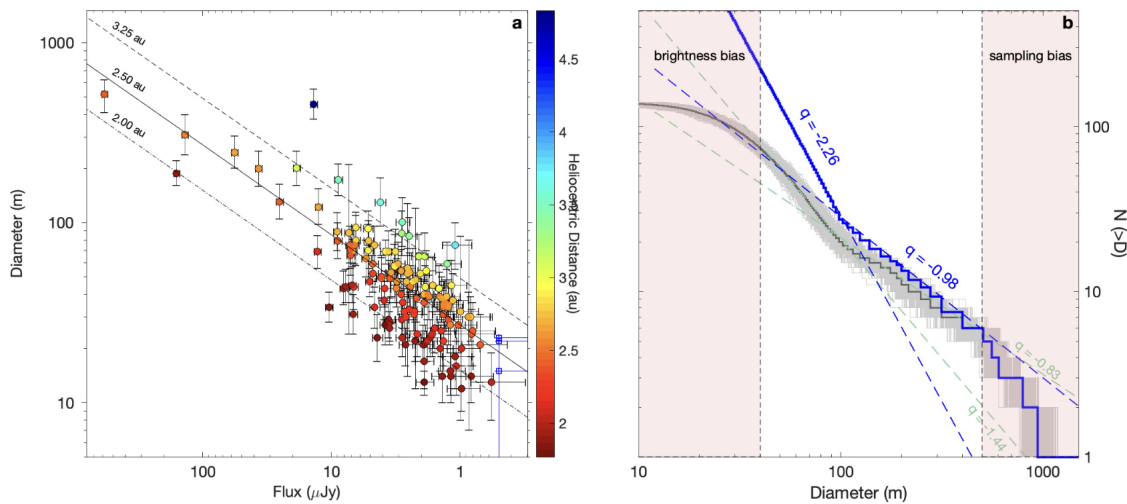 a
3.25 au
2.50 au
2.00 au
1000
100
10
Diameter (m)
100
10
1
Flux (μJy)
4.5
4
3.5
3
2.5
2
Heliocentric Distance (au)
b
brightness bias
sampling bias
q = -2.26
q = -0.98
q = -0.83
q = -1.44
100
10
1
N (>D)
10
100
1000
Diameter (m)